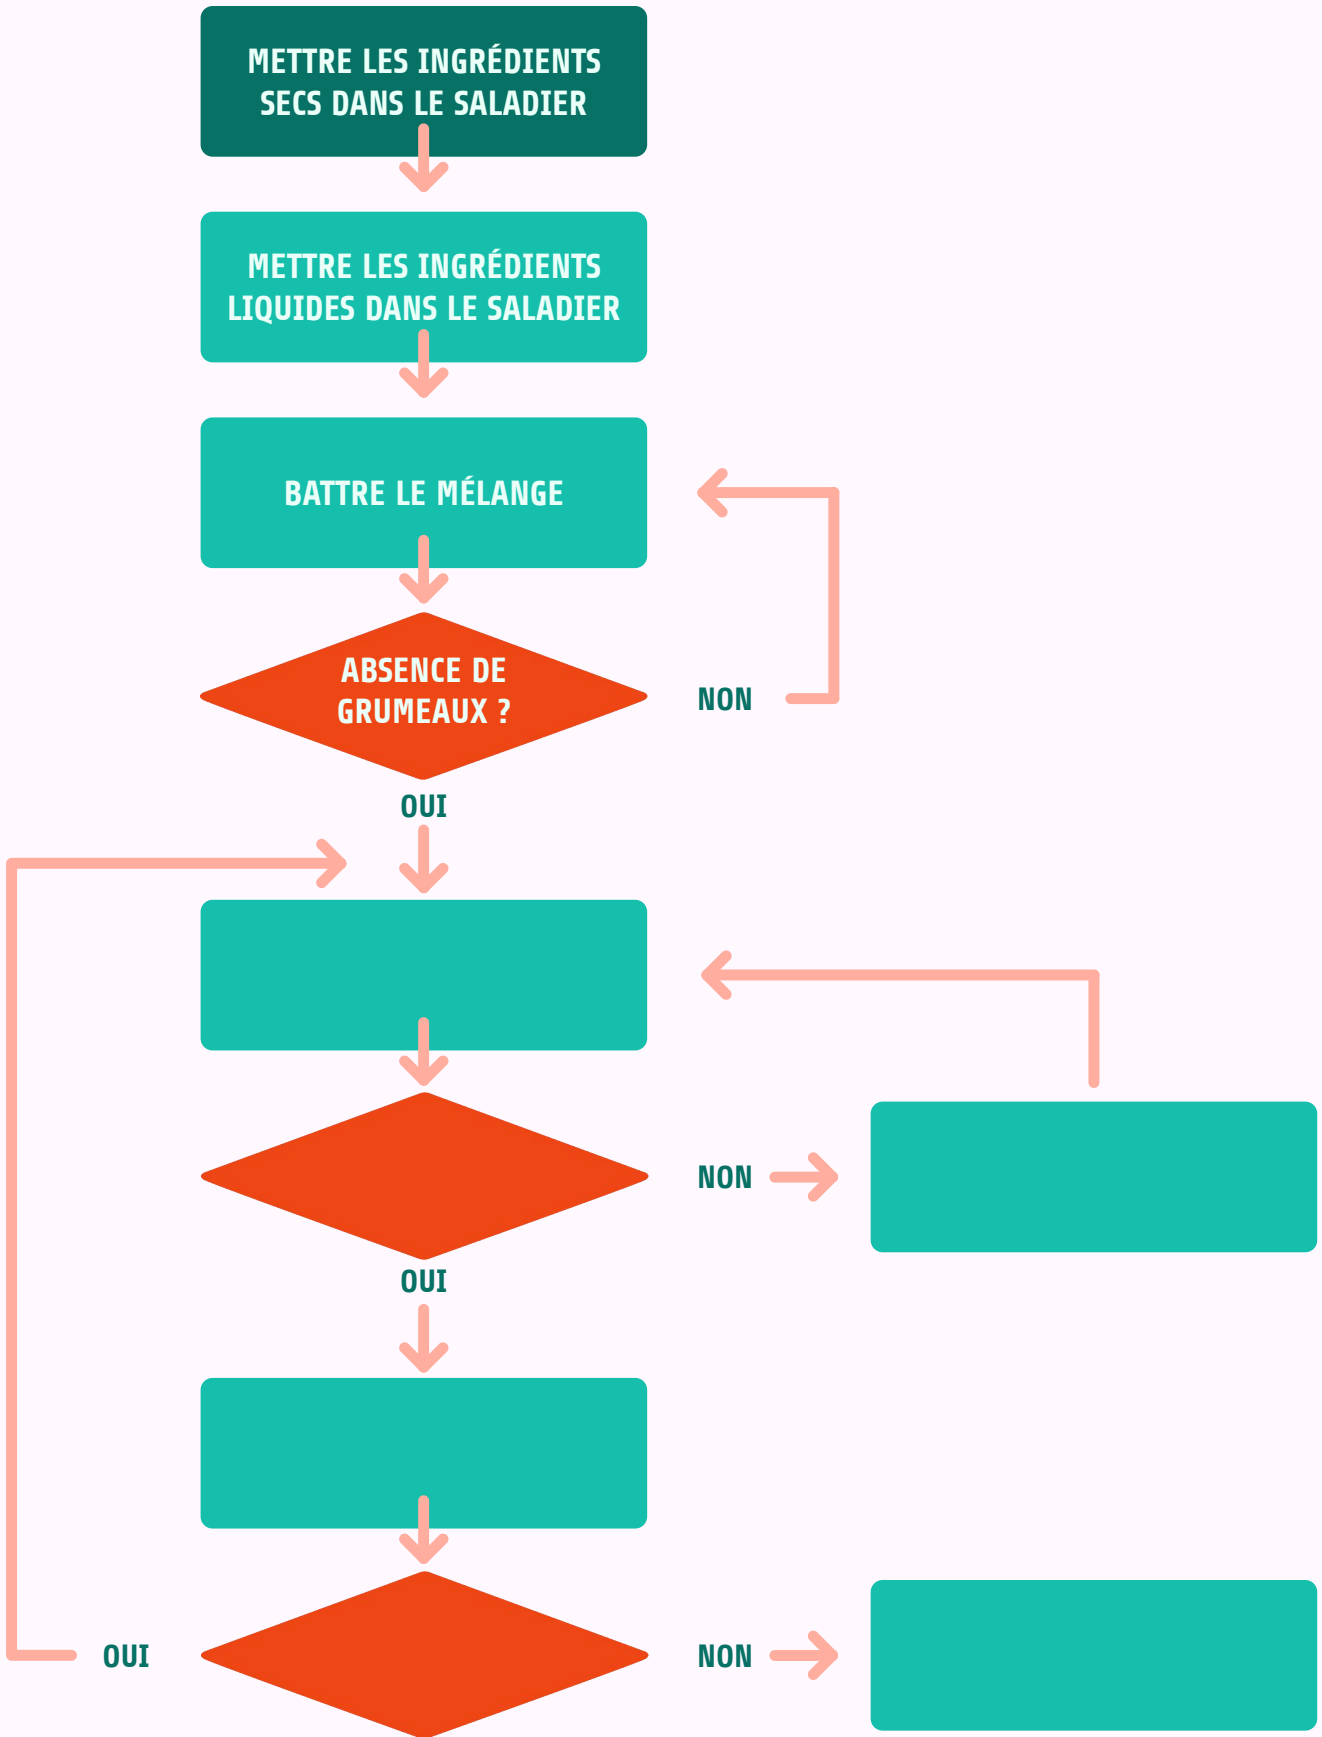 METTRE LES INGRÉDIENTS
SECS DANS LE SALADIER
METTRE LES INGRÉDIENTS
LIQUIDES DANS LE SALADIER
BATTRE LE MÉLANGE
ABSENCE DE
GRUMEAUX ?
NON
OUI
NON
OUI
OUI
NON